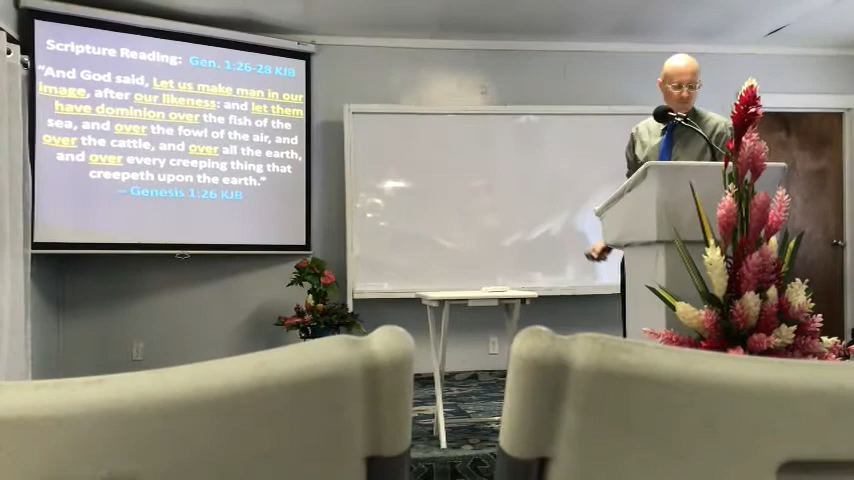 Scripture Reading: Gen. 1:26-28 KJB
"And God said, Let us make man in our
image, after our likeness: and let them
have dominion over the fish of the
sea, and over the fowl of the air, and
over the cattle, and over all the earth,
and over every creeping thing that
creepeth upon the earth."
– Genesis 1:26 KJB